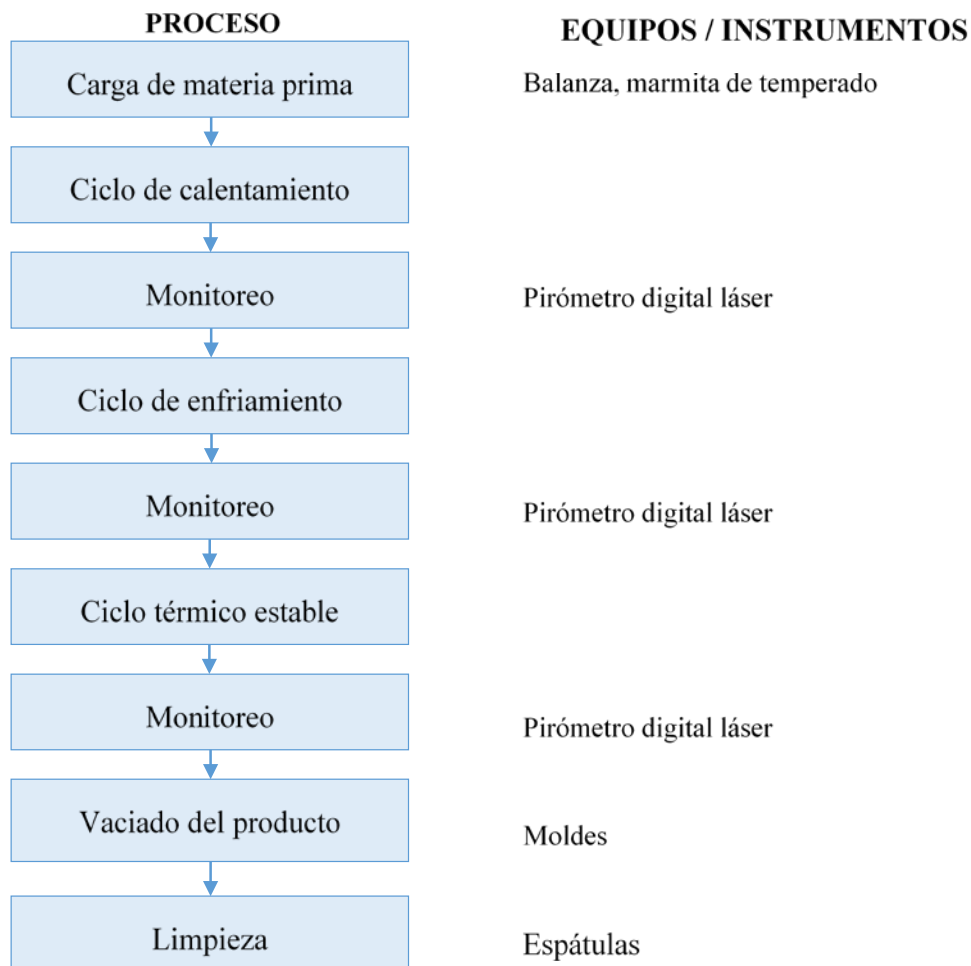 PROCESO
EQUIPOS / INSTRUMENTOS
Carga de materia prima
Balanza, marmita de temperado
Ciclo de calentamiento
Monitoreo
Pirómetro digital láser
Ciclo de enfriamiento
Monitoreo
Pirómetro digital láser
Ciclo térmico estable
Monitoreo
Pirómetro digital láser
Vaciado del producto
Moldes
Limpieza
Espátulas